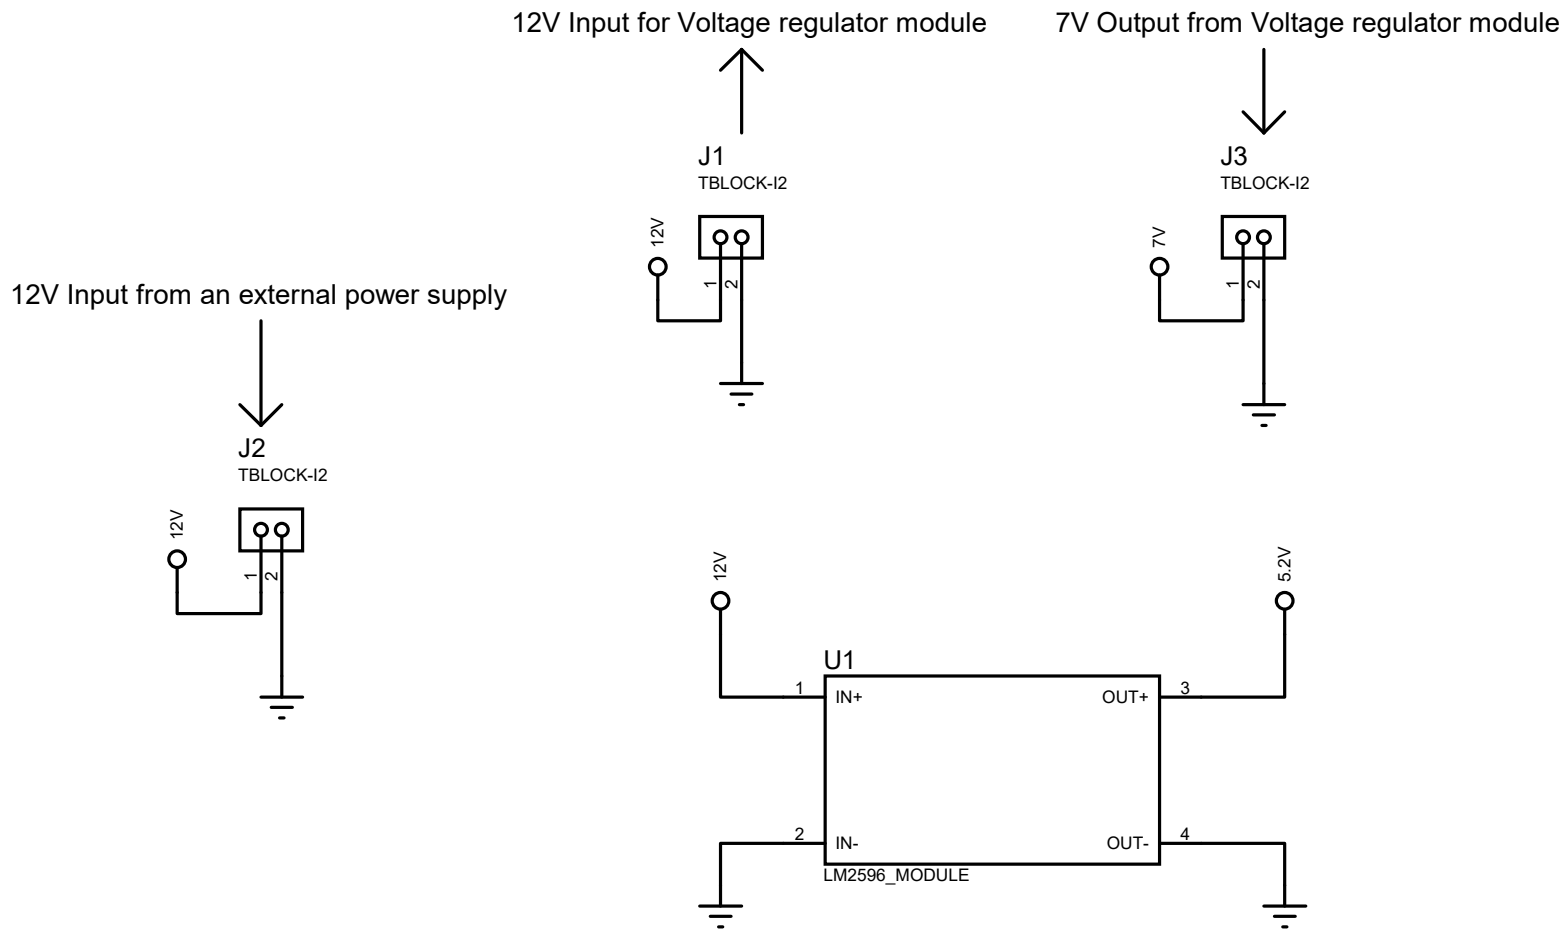 12V Input for Voltage regulator module
7V Output from Voltage regulator module
J1
TBLOCK-I2
12V
1
2
J3
TBLOCK-I2
7V
1
2
12V Input from an external power supply
J2
TBLOCK-I2
12V
1
2
12V
5.2V
U1
1
IN+
OUT+
3
2
IN-
OUT-
4
LM2596_MODULE